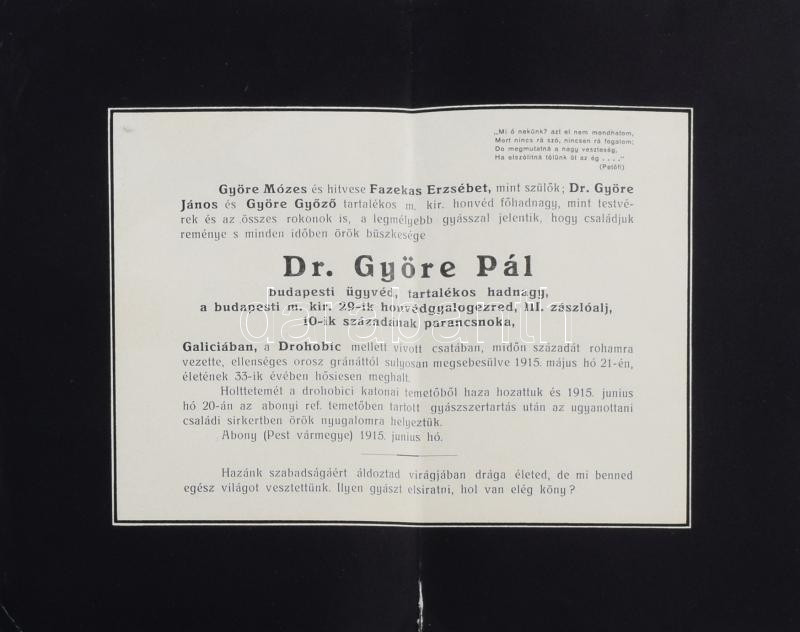 „Mi ő nekünk? azt el nem mondhatom,
Mert nincs rá szó, nincsen rá fogalom;
De megmutatná a nagy veszteság,
Ha elszólitná tőlünk őt az ég . . . ."
(Petőfi)
Györe Mózes és hitvese Fazekas Erzsébet, mint szülők; Dr. Györe
János és Györe Győző tartalékos m. kir. honvéd főhadnagy, mint testvé-
rek és az összes rokonok is, a legmélyebb gyásszal jelentik, hogy családjuk
reménye s minden időben örök büszkesége
Dr. Györe Pál
budapesti ügyvéd, tartalékos hadnagy,
a budapesti m. kir. 29-ik honvédgyalogezred, III. zászlóalj,
10-ik századának parancsnoka,
darabanth
Galiciában, a Drohobic mellett vivott csatában, midőn századát rohamra
vezette, ellenséges orosz gránáttól sulyosan megsebesülve 1915. május hó 21-én,
életének 33-ik évében hősiesen meghalt.
Holttetemét a drohobici katonai temetőből haza hozattuk és 1915. junius
hó 20-án az abonyi ref. temetőben tartott gyászszertartás után az ugyanottani
családi sirkertben örök nyugalomra helyeztük.
Abony (Pest vármegye) 1915. junius hó.
Hazánk szabadságáért áldoztad virágjában drága életed, de mi benned
egész világot vesztettünk. Ilyen gyászt elsiratni, hol van elég köny?